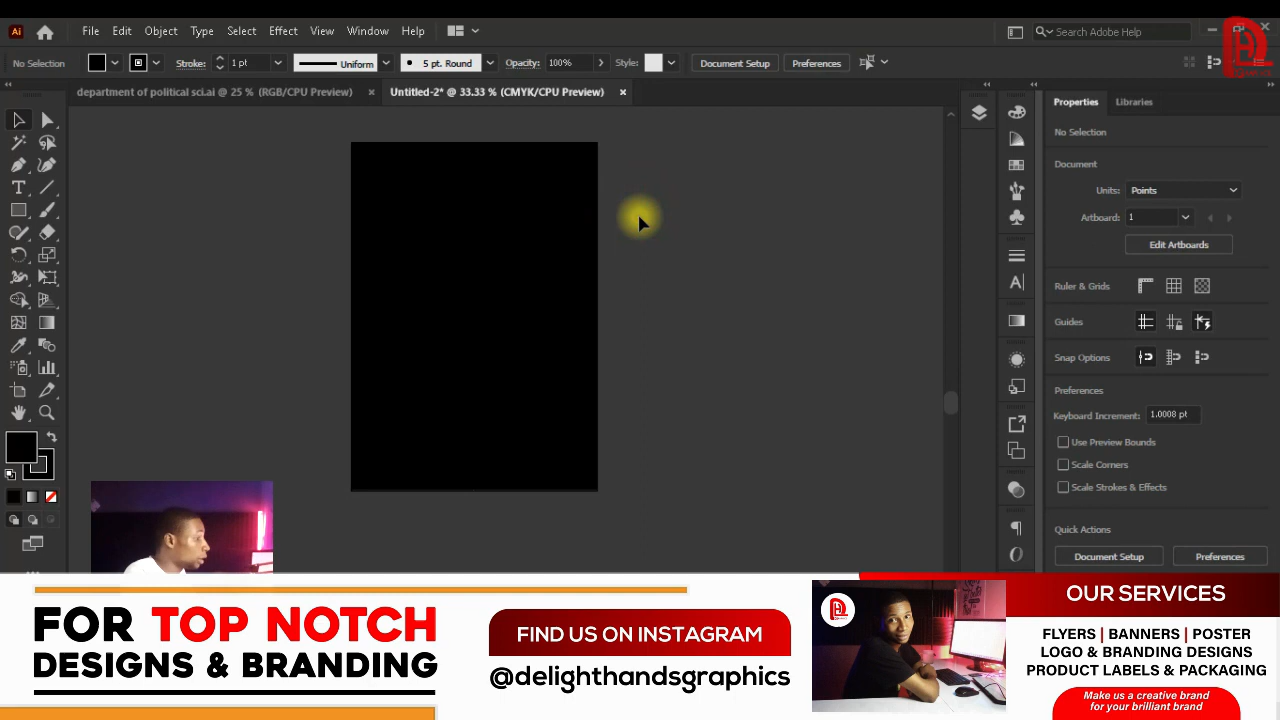 Ai File Edit Object Type Select Effect View Window Help Search Adobe Help
No Selection Stroke: 1 pt Uniform 5 pt. Round Opacity: 100% Style: Document Setup Preferences
department of political sci.ai @ 25 % (RGB/CPU Preview) × Untitled-2* @ 33.33 % (CMYK/CPU Preview) ×
Properties Libraries
No Selection
Document
Units: Points
Artboard: 1
Edit Artboards
Ruler & Grids
Guides
Snap Options
Preferences
Keyboard Increment: 1.0008 pt
Use Preview Bounds
Scale Corners
Scale Strokes & Effects
Quick Actions
Document Setup Preferences
FOR TOP NOTCH
DESIGNS & BRANDING
FIND US ON INSTAGRAM
@delighthandsgraphics
OUR SERVICES
FLYERS | BANNERS | POSTER
LOGO & BRANDING DESIGNS
PRODUCT LABELS & PACKAGING
Make us a creative brand
for your brilliant brand